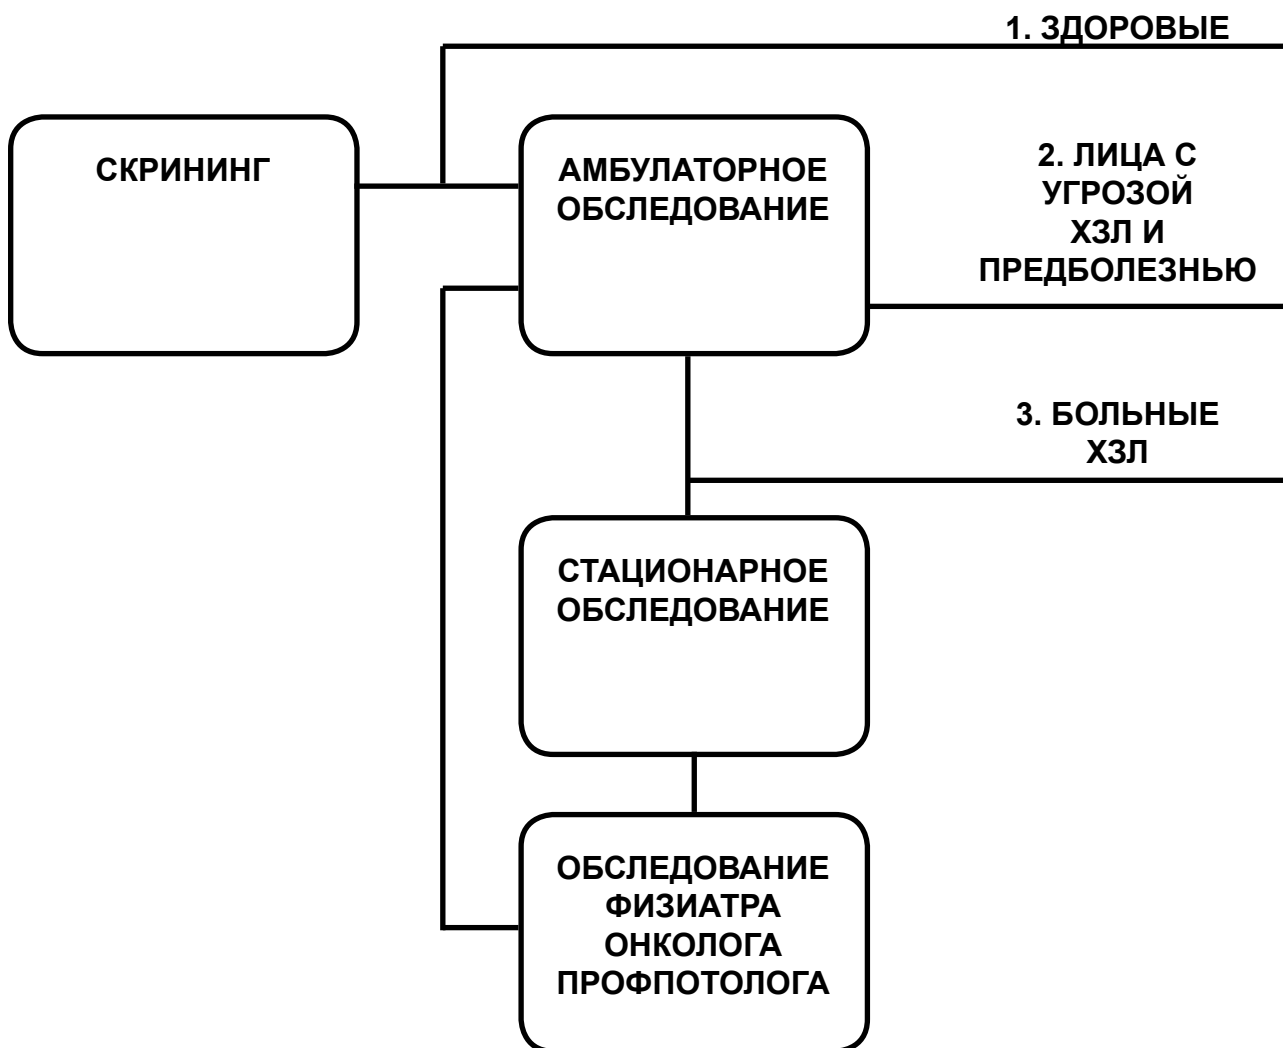 1. ЗДОРОВЫЕ
СКРИНИНГ
АМБУЛАТОРНОЕ
ОБСЛЕДОВАНИЕ
2. ЛИЦА С
УГРОЗОЙ
ХЗЛ И
ПРЕДБОЛЕЗНЬЮ
3. БОЛЬНЫЕ
ХЗЛ
СТАЦИОНАРНОЕ
ОБСЛЕДОВАНИЕ
ОБСЛЕДОВАНИЕ
ФИЗИАТРА
ОНКОЛОГА
ПРОФПОТОЛОГА